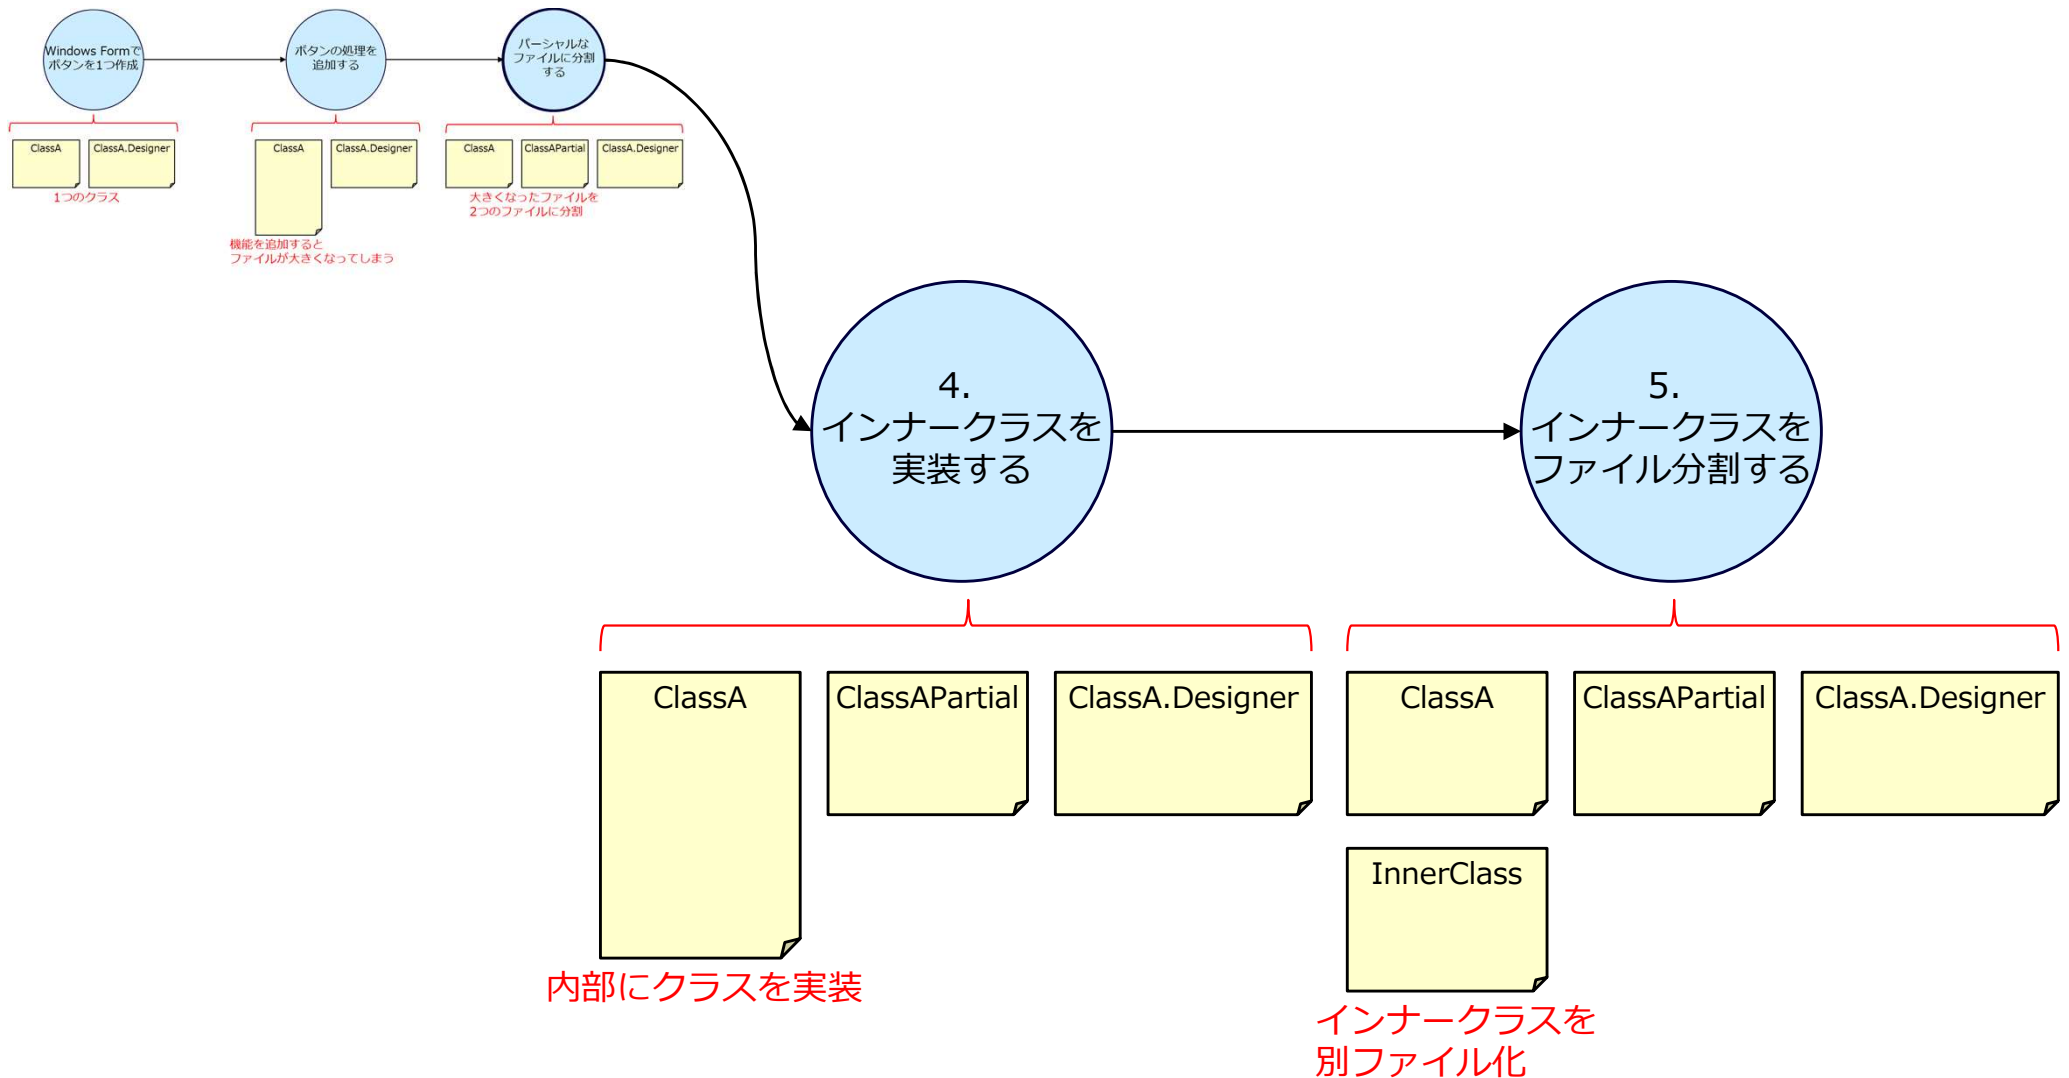 Windows Formで
ボタンを1つ作成
ボタンの処理を
追加する
パーシャルな
ファイルに分割
する
ClassA
ClassA.Designer
1つのクラス
ClassA
ClassA.Designer
機能を追加すると
ファイルが大きくなってしまう
ClassA
ClassAPartial
ClassA.Designer
大きくなったファイルを
2つのファイルに分割
4.
インナークラスを
実装する
5.
インナークラスを
ファイル分割する
ClassA
ClassAPartial
ClassA.Designer
内部にクラスを実装
ClassA
ClassAPartial
ClassA.Designer
InnerClass
インナークラスを
別ファイル化